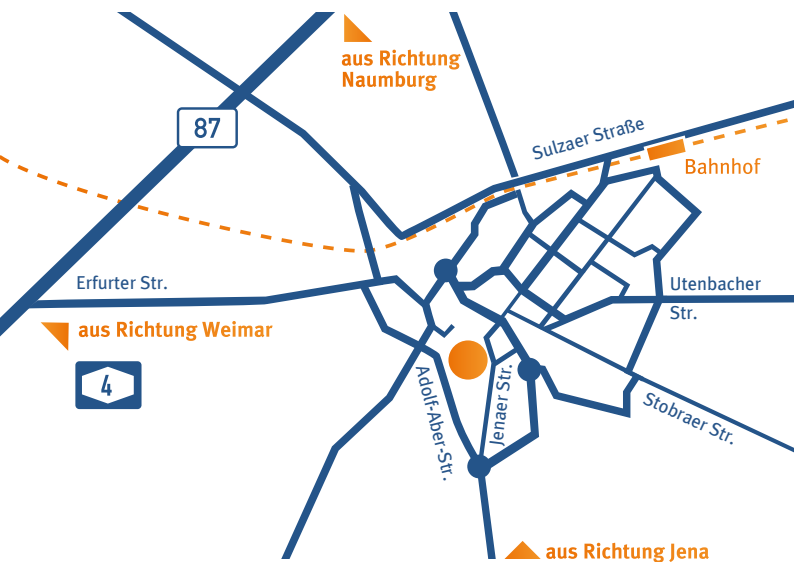 aus Richtung
Naumburg
87
Sulzaer Straße
Bahnhof
Erfurter Str.
Utenbacher
Str.
aus Richtung Weimar
4
Adolf-Aber-Str.
Jenaer Str.
Stobraer Str.
aus Richtung Jena